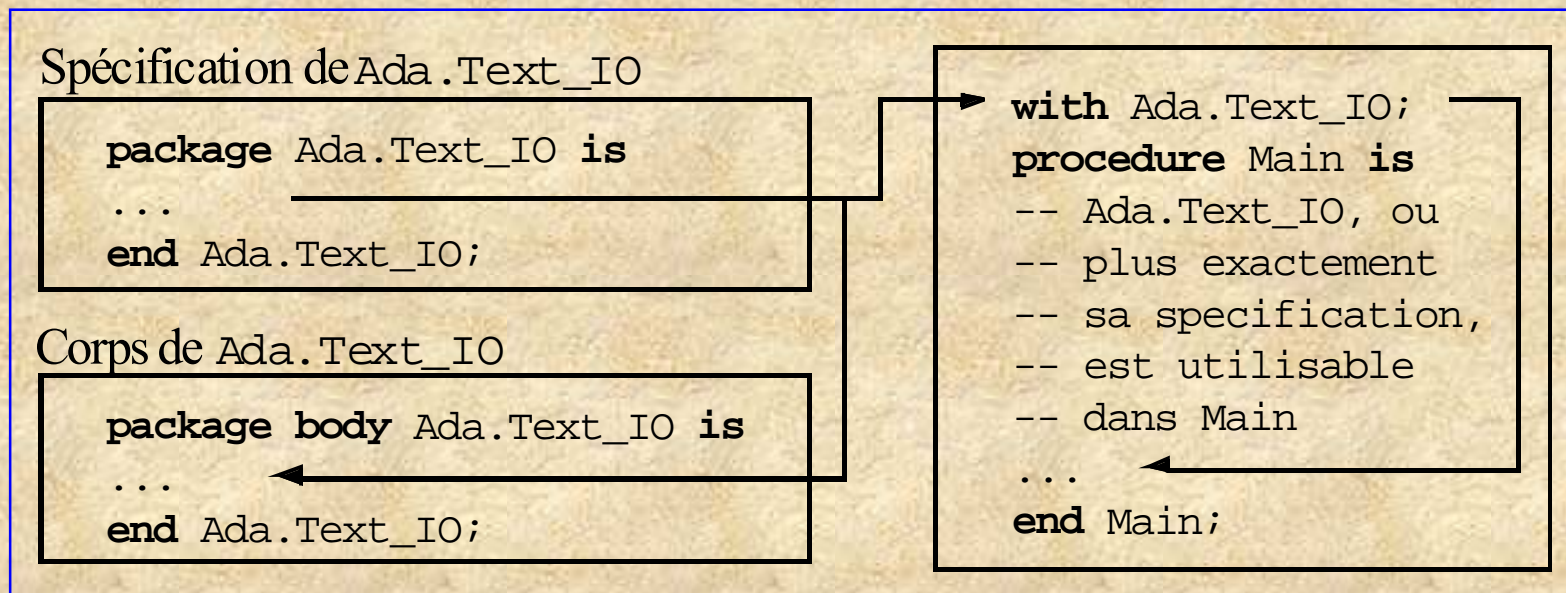 Spécification de Ada.Text_IO
package Ada.Text_IO is
...
end Ada.Text_IO;
Corps de Ada.Text_IO
package body Ada.Text_IO is
...
end Ada.Text_IO;
with Ada.Text_IO;
procedure Main is
-- Ada.Text_IO, ou
-- plus exactement
-- sa specification,
-- est utilisable
-- dans Main
...
end Main;